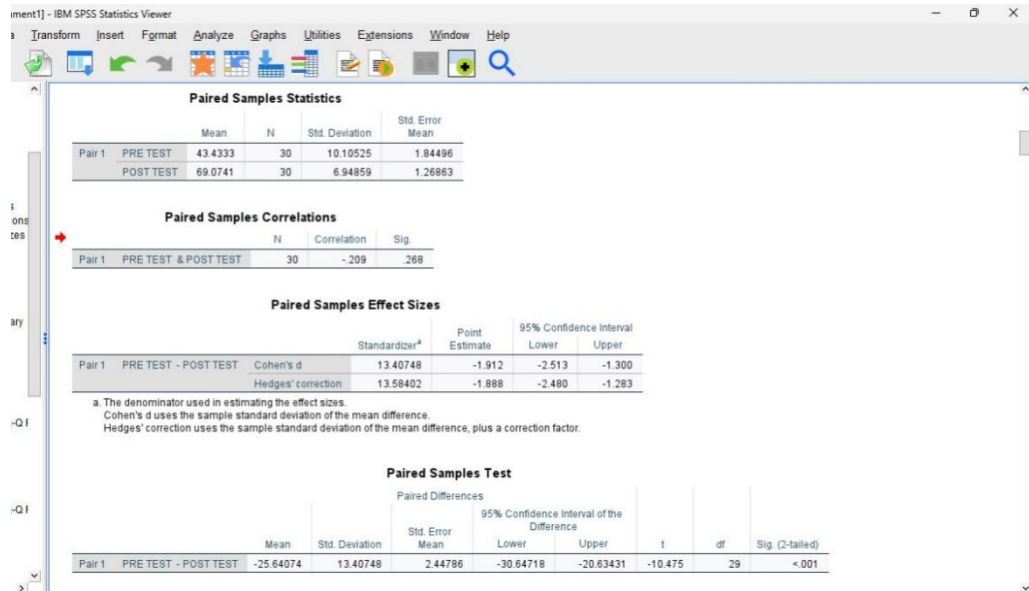 ment1] - IBM SPSS Statistics Viewer
Transform Insert Format Analyze Graphs Utilities Extensions Window Help
Paired Samples Statistics
Mean N Std. Deviation Std. Error Mean
Pair 1 PRE TEST 43.4333 30 10.10525 1.84496
POST TEST 69.0741 30 6.94859 1.26863
Paired Samples Correlations
N Correlation Sig.
Pair 1 PRE TEST & POST TEST 30 -.209 .268
Paired Samples Effect Sizes
Standardizerª Point Estimate 95% Confidence Interval
Lower Upper
Pair 1 PRE TEST - POST TEST Cohen's d 13.40748 -1.912 -2.513 -1.300
Hedges' correction 13.58402 -1.888 -2.480 -1.283
a. The denominator used in estimating the effect sizes.
Cohen's d uses the sample standard deviation of the mean difference.
Hedges' correction uses the sample standard deviation of the mean difference, plus a correction factor.
Paired Samples Test
Paired Differences
95% Confidence Interval of the Difference
Mean Std. Deviation Std. Error Mean Lower Upper t df Sig. (2-tailed)
Pair 1 PRE TEST - POST TEST -25.64074 13.40748 2.44786 -30.64718 -20.63431 -10.475 29 <.001